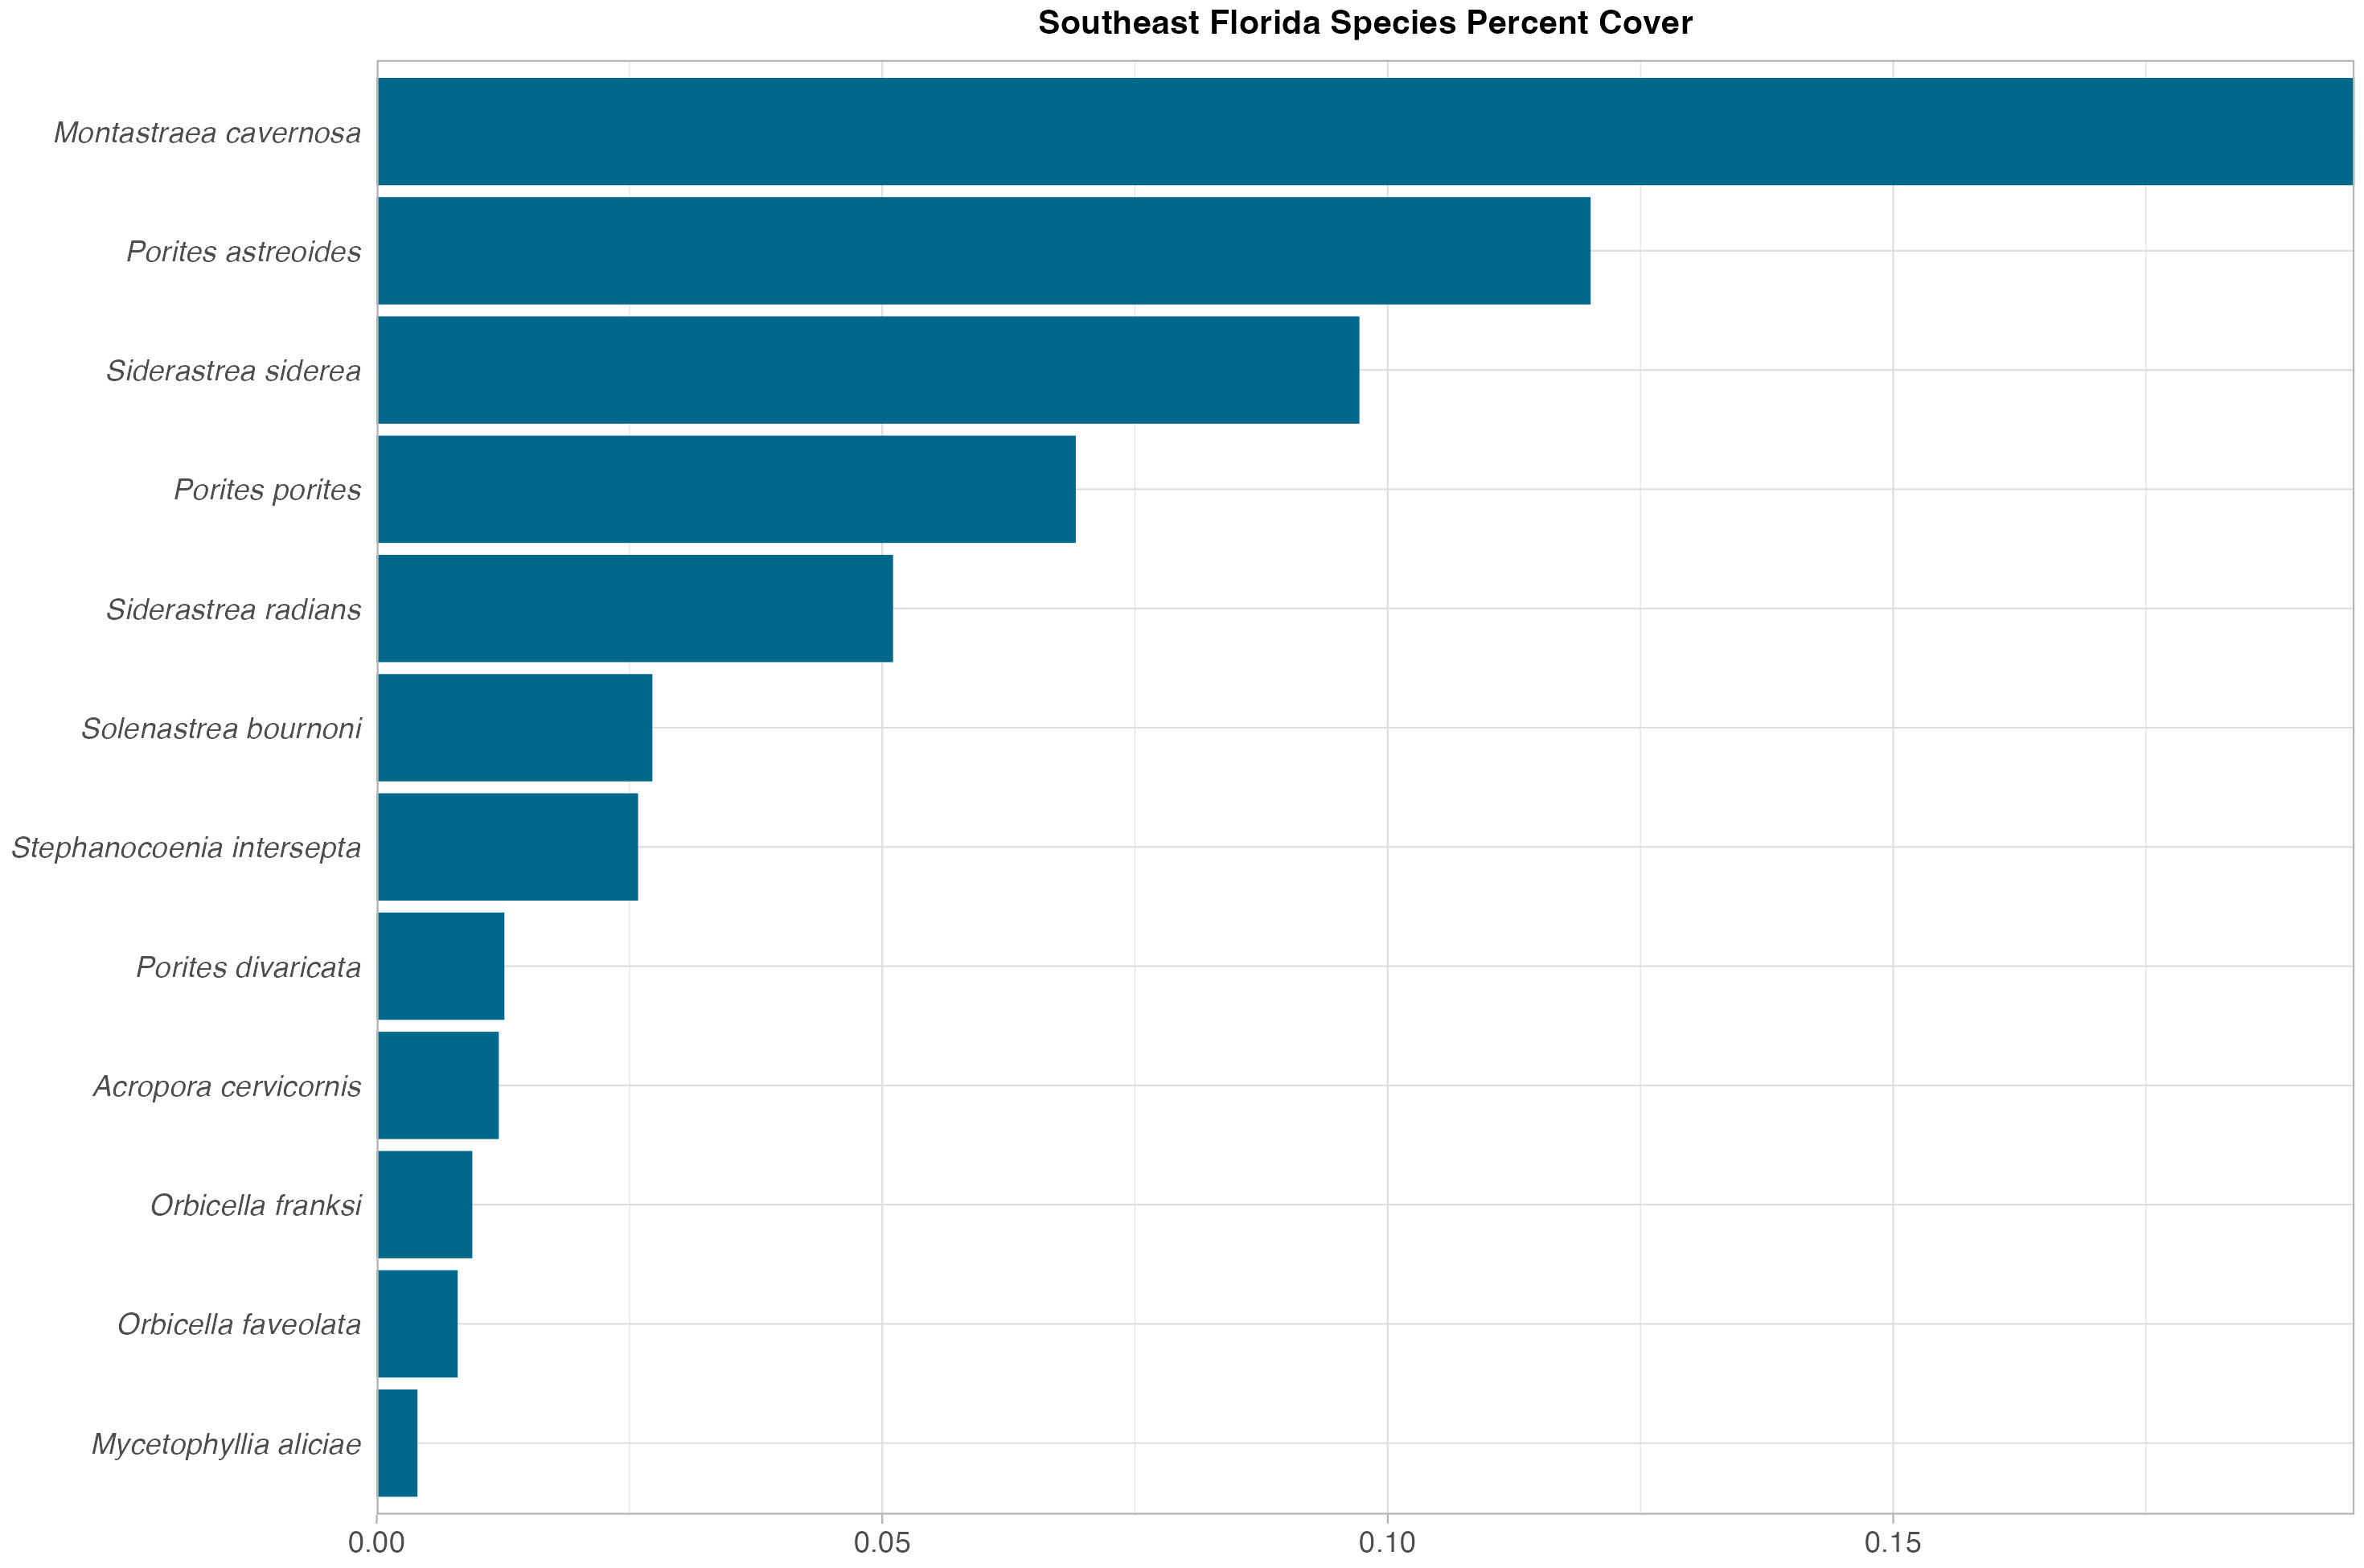 Southeast Florida Species Percent Cover
Montastraea cavernosa
Porites astreoides
Siderastrea siderea
Porites porites
Siderastrea radians
Solenastrea bournoni
Stephanocoenia intersepta
Porites divaricata
Acropora cervicornis
Orbicella franksi
Orbicella faveolata
Mycetophyllia aliciae
0.00 0.05 0.10 0.15